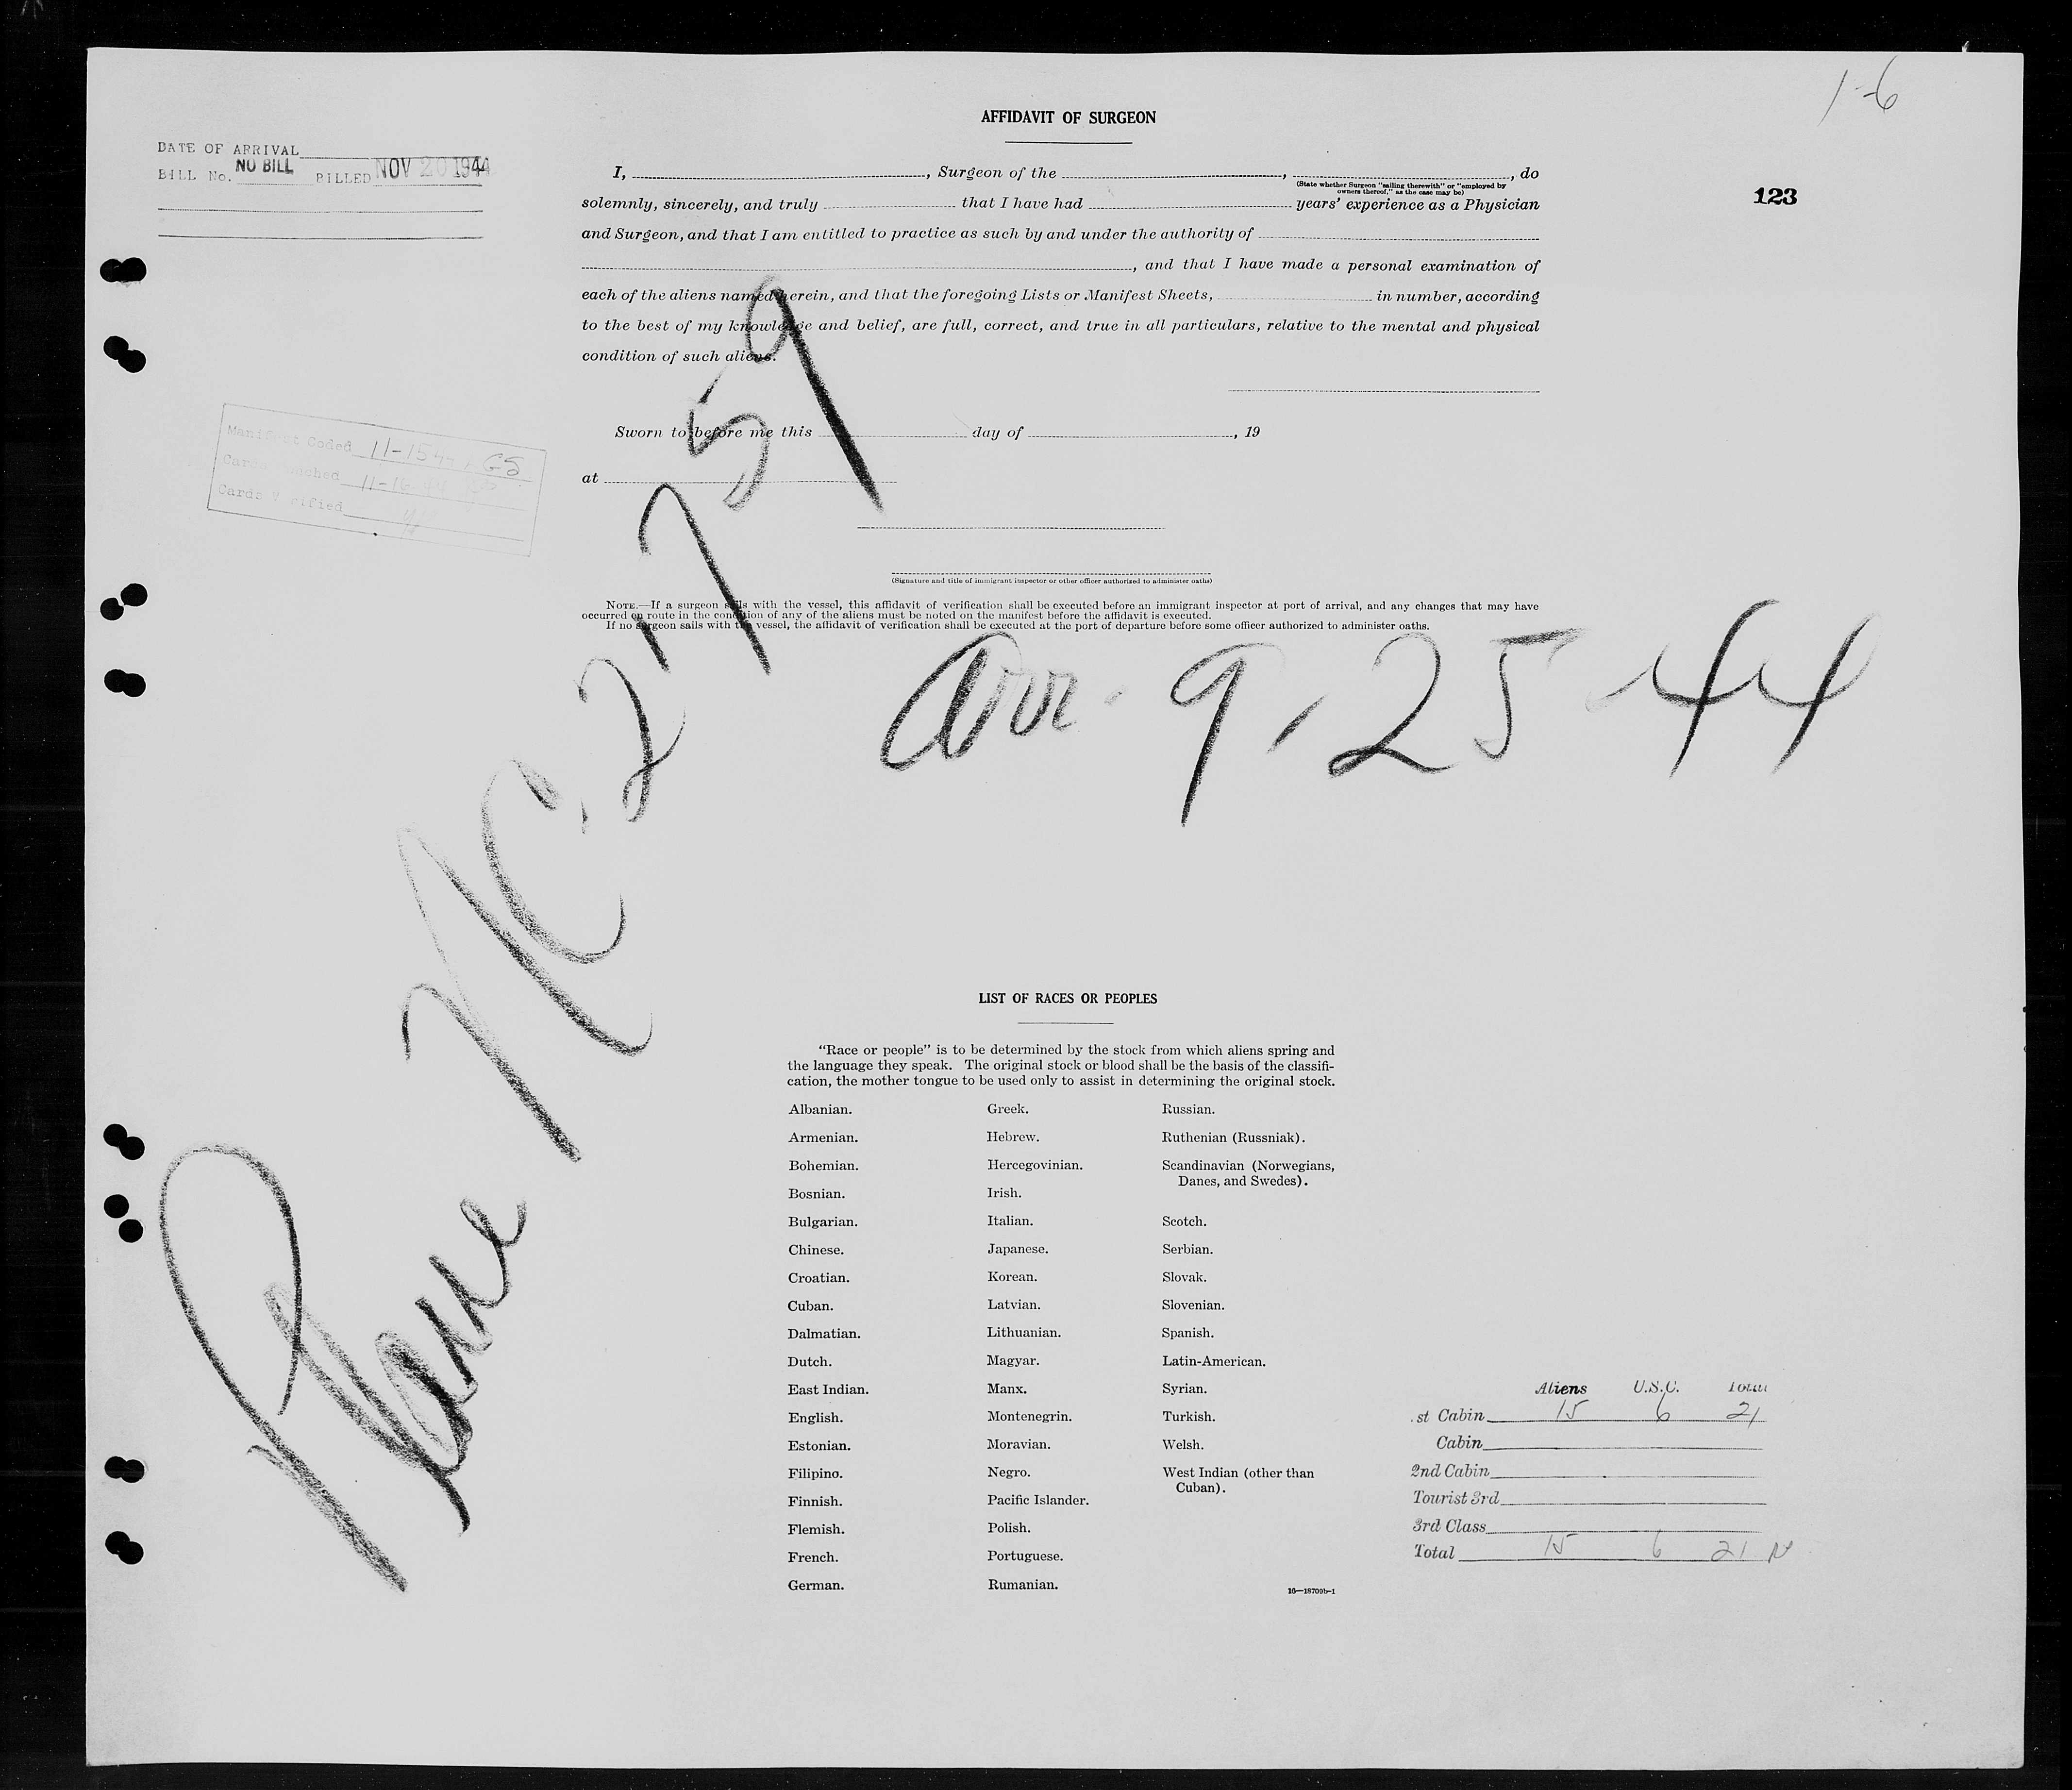 1-6
AFFIDAVIT OF SURGEON
DATE OF ARRIVAL
BILL No. NO BILL BILLED NOV 20 1944
123
I, , Surgeon of the , , do
(State whether Surgeon "sailing therewith" or "employed by
owners thereof," as the case may be)
solemnly, sincerely, and truly that I have had years' experience as a Physician
and Surgeon, and that I am entitled to practice as such by and under the authority of
, and that I have made a personal examination of
each of the aliens named herein, and that the foregoing Lists or Manifest Sheets, in number, according
to the best of my knowledge and belief, are full, correct, and true in all particulars, relative to the mental and physical
condition of such aliens.
Manifest Coded 11-15 GS
Cards Punched 11-16
Cards Verified
Sworn to before me this day of , 19
at
(Signature and title of immigrant inspector or other officer authorized to administer oaths)
NOTE.—If a surgeon sails with the vessel, this affidavit of verification shall be executed before an immigrant inspector at port of arrival, and any changes that may have
occurred en route in the condition of any of the aliens must be noted on the manifest before the affidavit is executed.
If no surgeon sails with the vessel, the affidavit of verification shall be executed at the port of departure before some officer authorized to administer oaths.
Plane NC, 21759
Arr. 9, 25 44
LIST OF RACES OR PEOPLES
"Race or people" is to be determined by the stock from which aliens spring and
the language they speak. The original stock or blood shall be the basis of the classifi-
cation, the mother tongue to be used only to assist in determining the original stock.
Albanian.
Armenian.
Bohemian.
Bosnian.
Bulgarian.
Chinese.
Croatian.
Cuban.
Dalmatian.
Dutch.
East Indian.
English.
Estonian.
Filipino.
Finnish.
Flemish.
French.
German.
Greek.
Hebrew.
Hercegovinian.
Irish.
Italian.
Japanese.
Korean.
Latvian.
Lithuanian.
Magyar.
Manx.
Montenegrin.
Moravian.
Negro.
Pacific Islander.
Polish.
Portuguese.
Rumanian.
Russian.
Ruthenian (Russniak).
Scandinavian (Norwegians,
Danes, and Swedes).
Scotch.
Serbian.
Slovak.
Slovenian.
Spanish.
Latin-American.
Syrian.
Turkish.
Welsh.
West Indian (other than
Cuban).
16—18709b-1
Aliens U.S.C. Total
st Cabin 15 6 21
Cabin
2nd Cabin
Tourist 3rd
3rd Class
Total 15 6 21 N